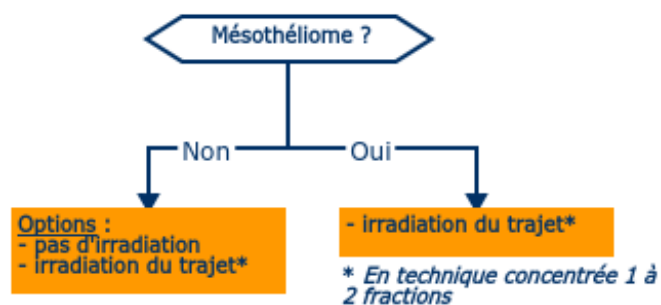 Mésothéliome ?
Non
Oui
Options :
- pas d'irradiation
- irradiation du trajet*
- irradiation du trajet*
* En technique concentrée 1 à
2 fractions